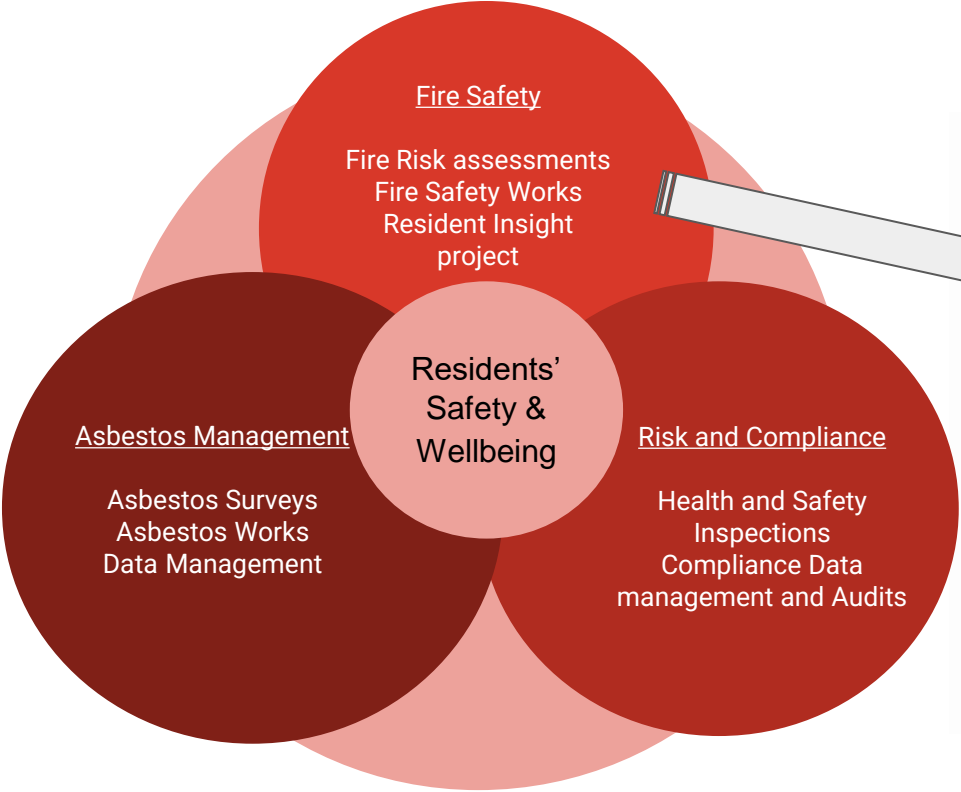 Fire Safety
Fire Risk assessments
Fire Safety Works
Resident Insight
project
Residents’
Safety &
Wellbeing
Asbestos Management
Asbestos Surveys
Asbestos Works
Data Management
Risk and Compliance
Health and Safety
Inspections
Compliance Data
management and Audits